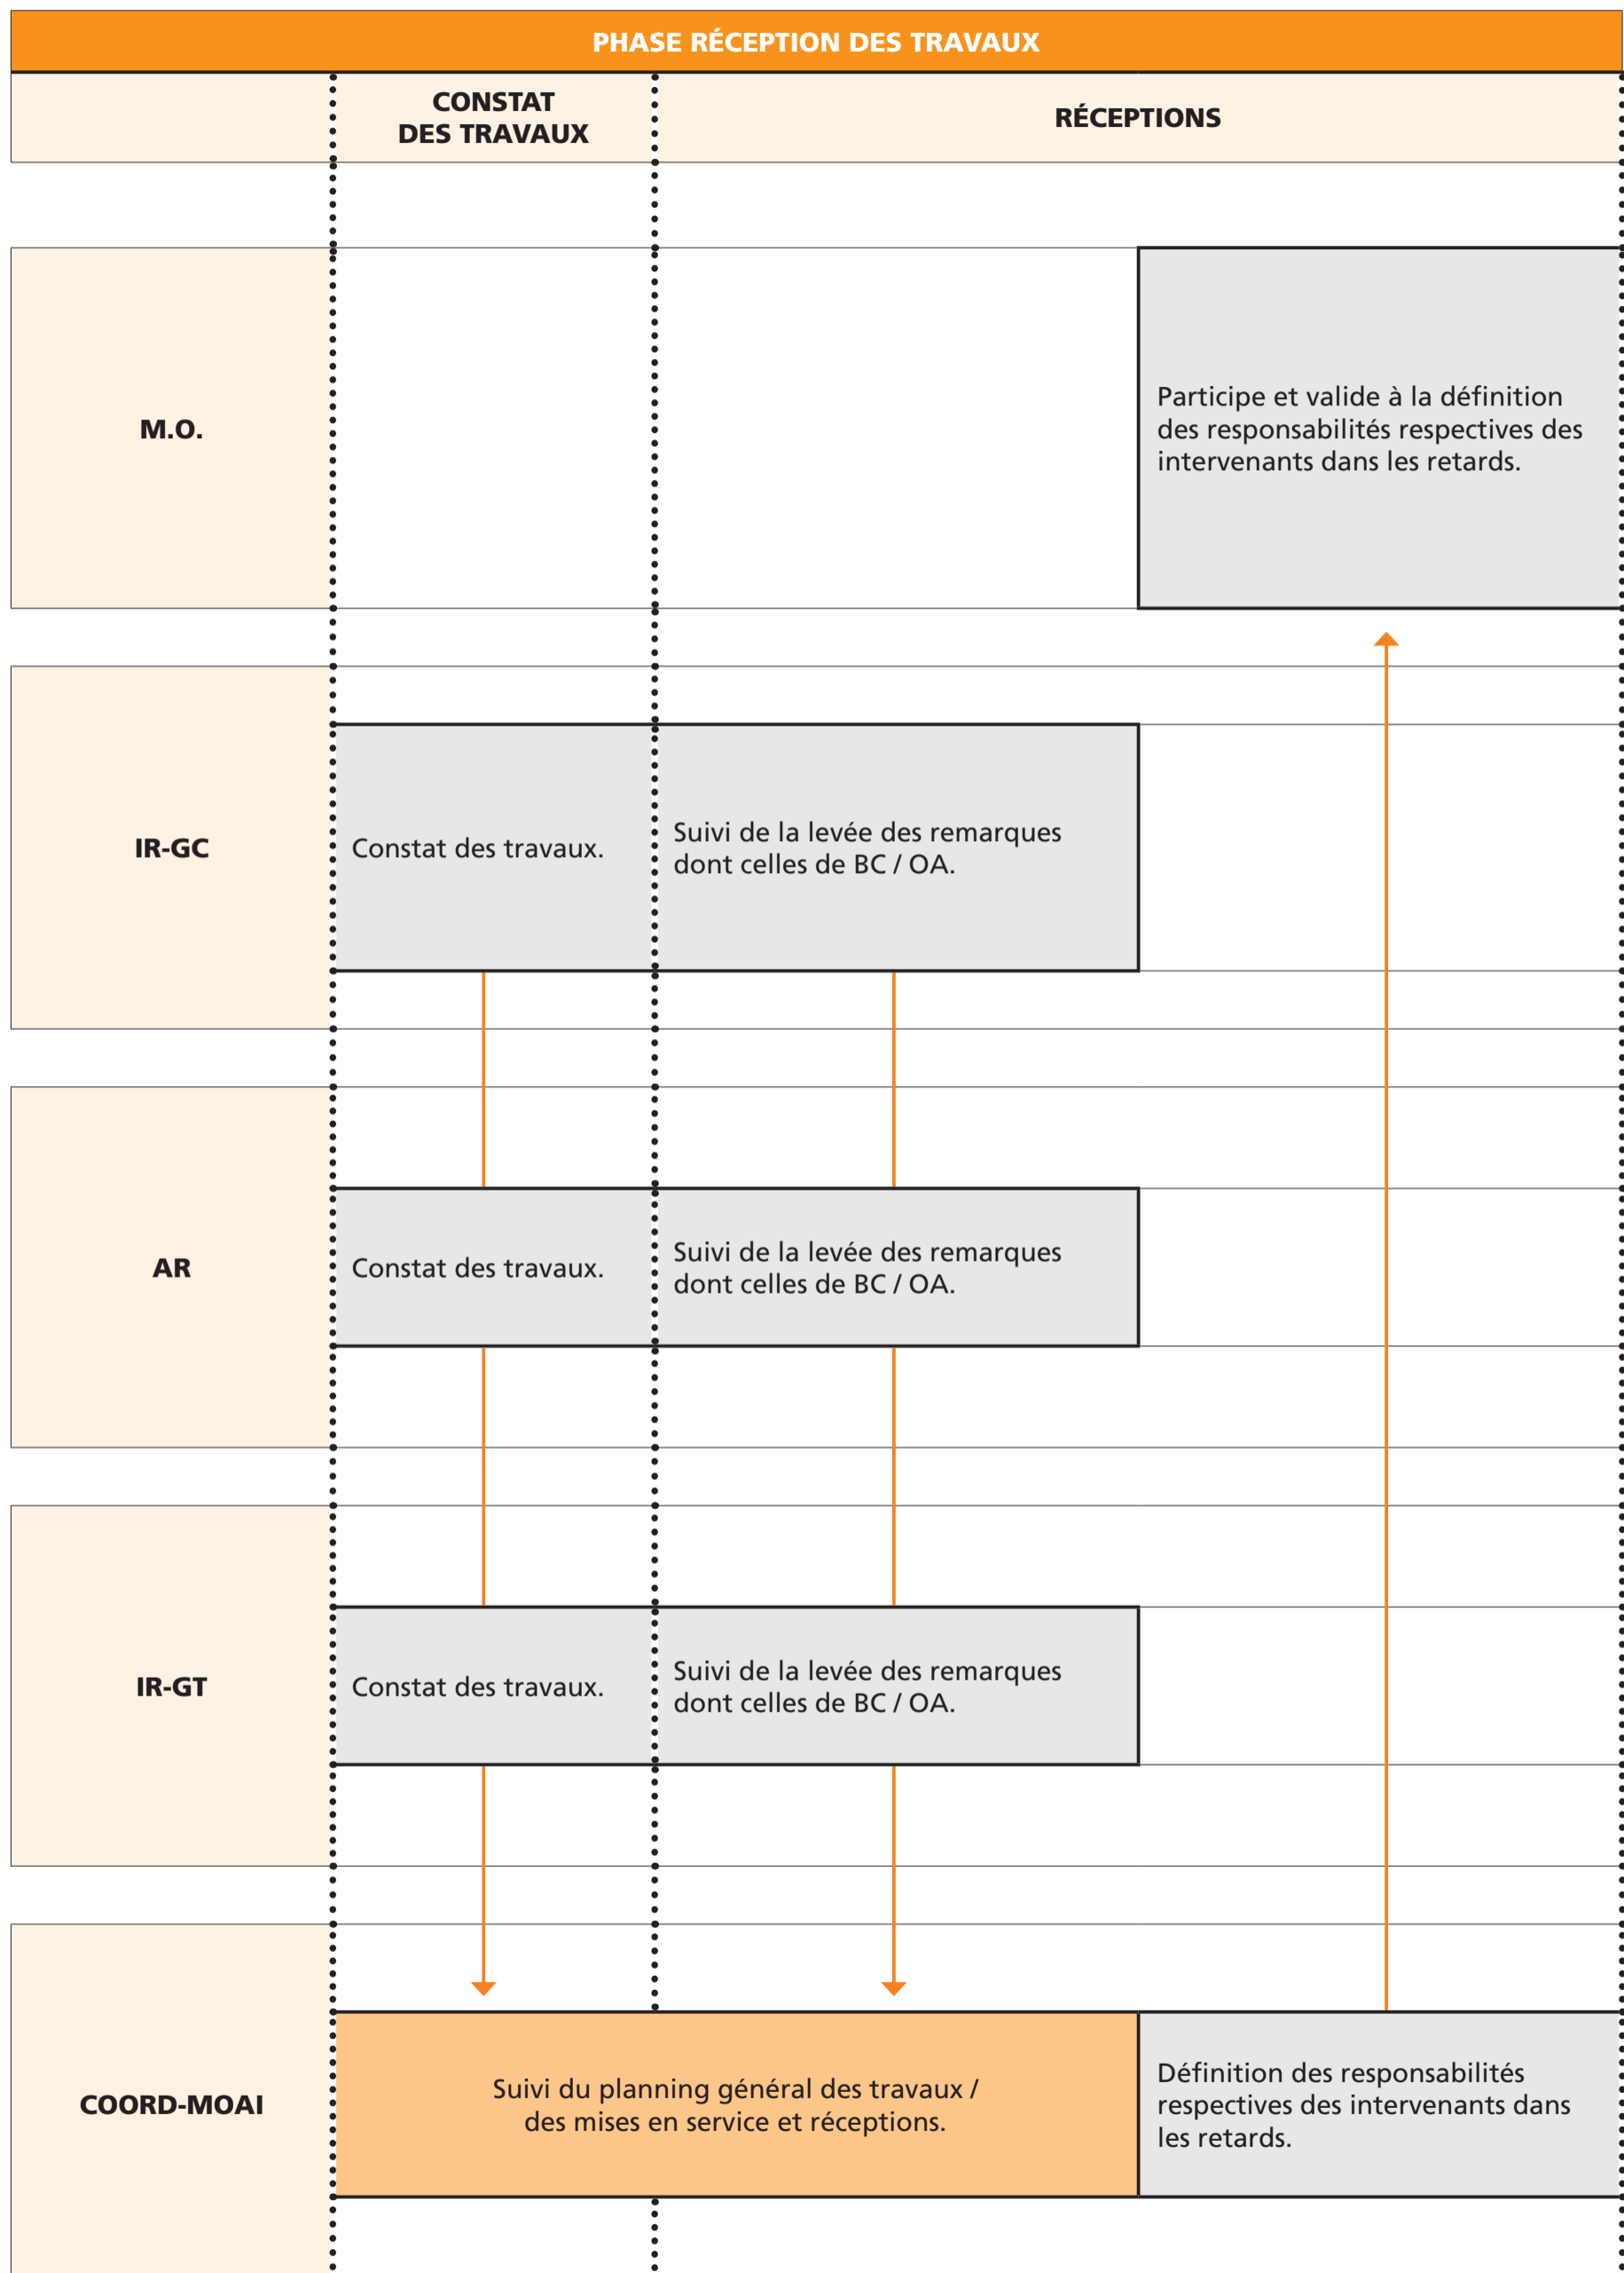 PHASE RÉCEPTION DES TRAVAUX
CONSTAT
DES TRAVAUX
RÉCEPTIONS
M.O.
Participe et valide à la définition
des responsabilités respectives des
intervenants dans les retards.
IR-GC
Constat des travaux.
Suivi de la levée des remarques
dont celles de BC / OA.
AR
Constat des travaux.
Suivi de la levée des remarques
dont celles de BC / OA.
IR-GT
Constat des travaux.
Suivi de la levée des remarques
dont celles de BC / OA.
COORD-MOAI
Suivi du planning général des travaux /
des mises en service et réceptions.
Définition des responsabilités
respectives des intervenants dans
les retards.